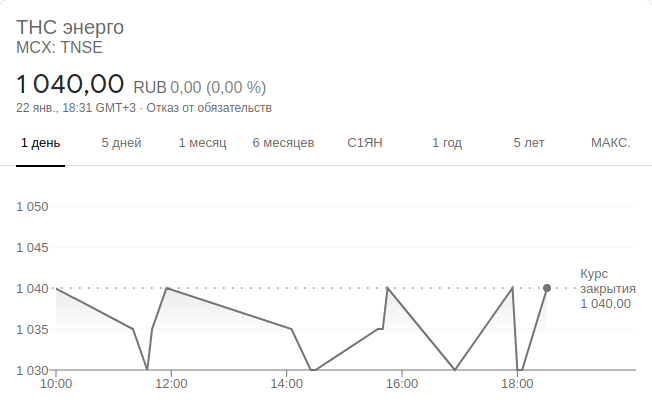 ТНС энерго
MCX: TNSE
1 040,00 RUB 0,00 (0,00 %)
22 янв., 18:31 GMT+3 · Отказ от обязательств
1 день 5 дней 1 месяц 6 месяцев С1ЯН 1 год 5 лет МАКС.
1 050
1 045
1 040
1 035
1 030
Курс
закрытия
1 040,00
10:00 12:00 14:00 16:00 18:00